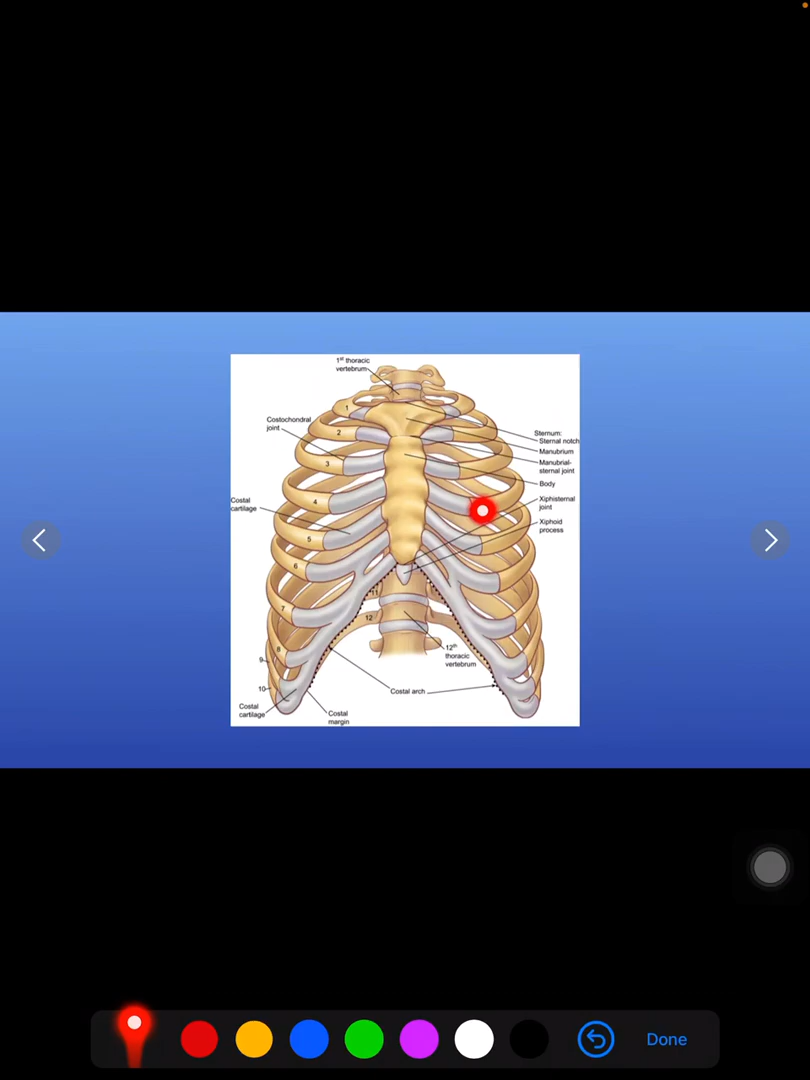 1st thoracic
vertebrum
Costochondral
joint
1
2
3
4
5
6
7
8
9
10
11
12
Sternum:
Sternal notch
Manubrium
Manubrial-
sternal joint
Body
Xiphisternal
joint
Xiphoid
process
Costal
cartilage
12th
thoracic
vertebrum
Costal arch
Costal
cartilage
Costal
margin
Done